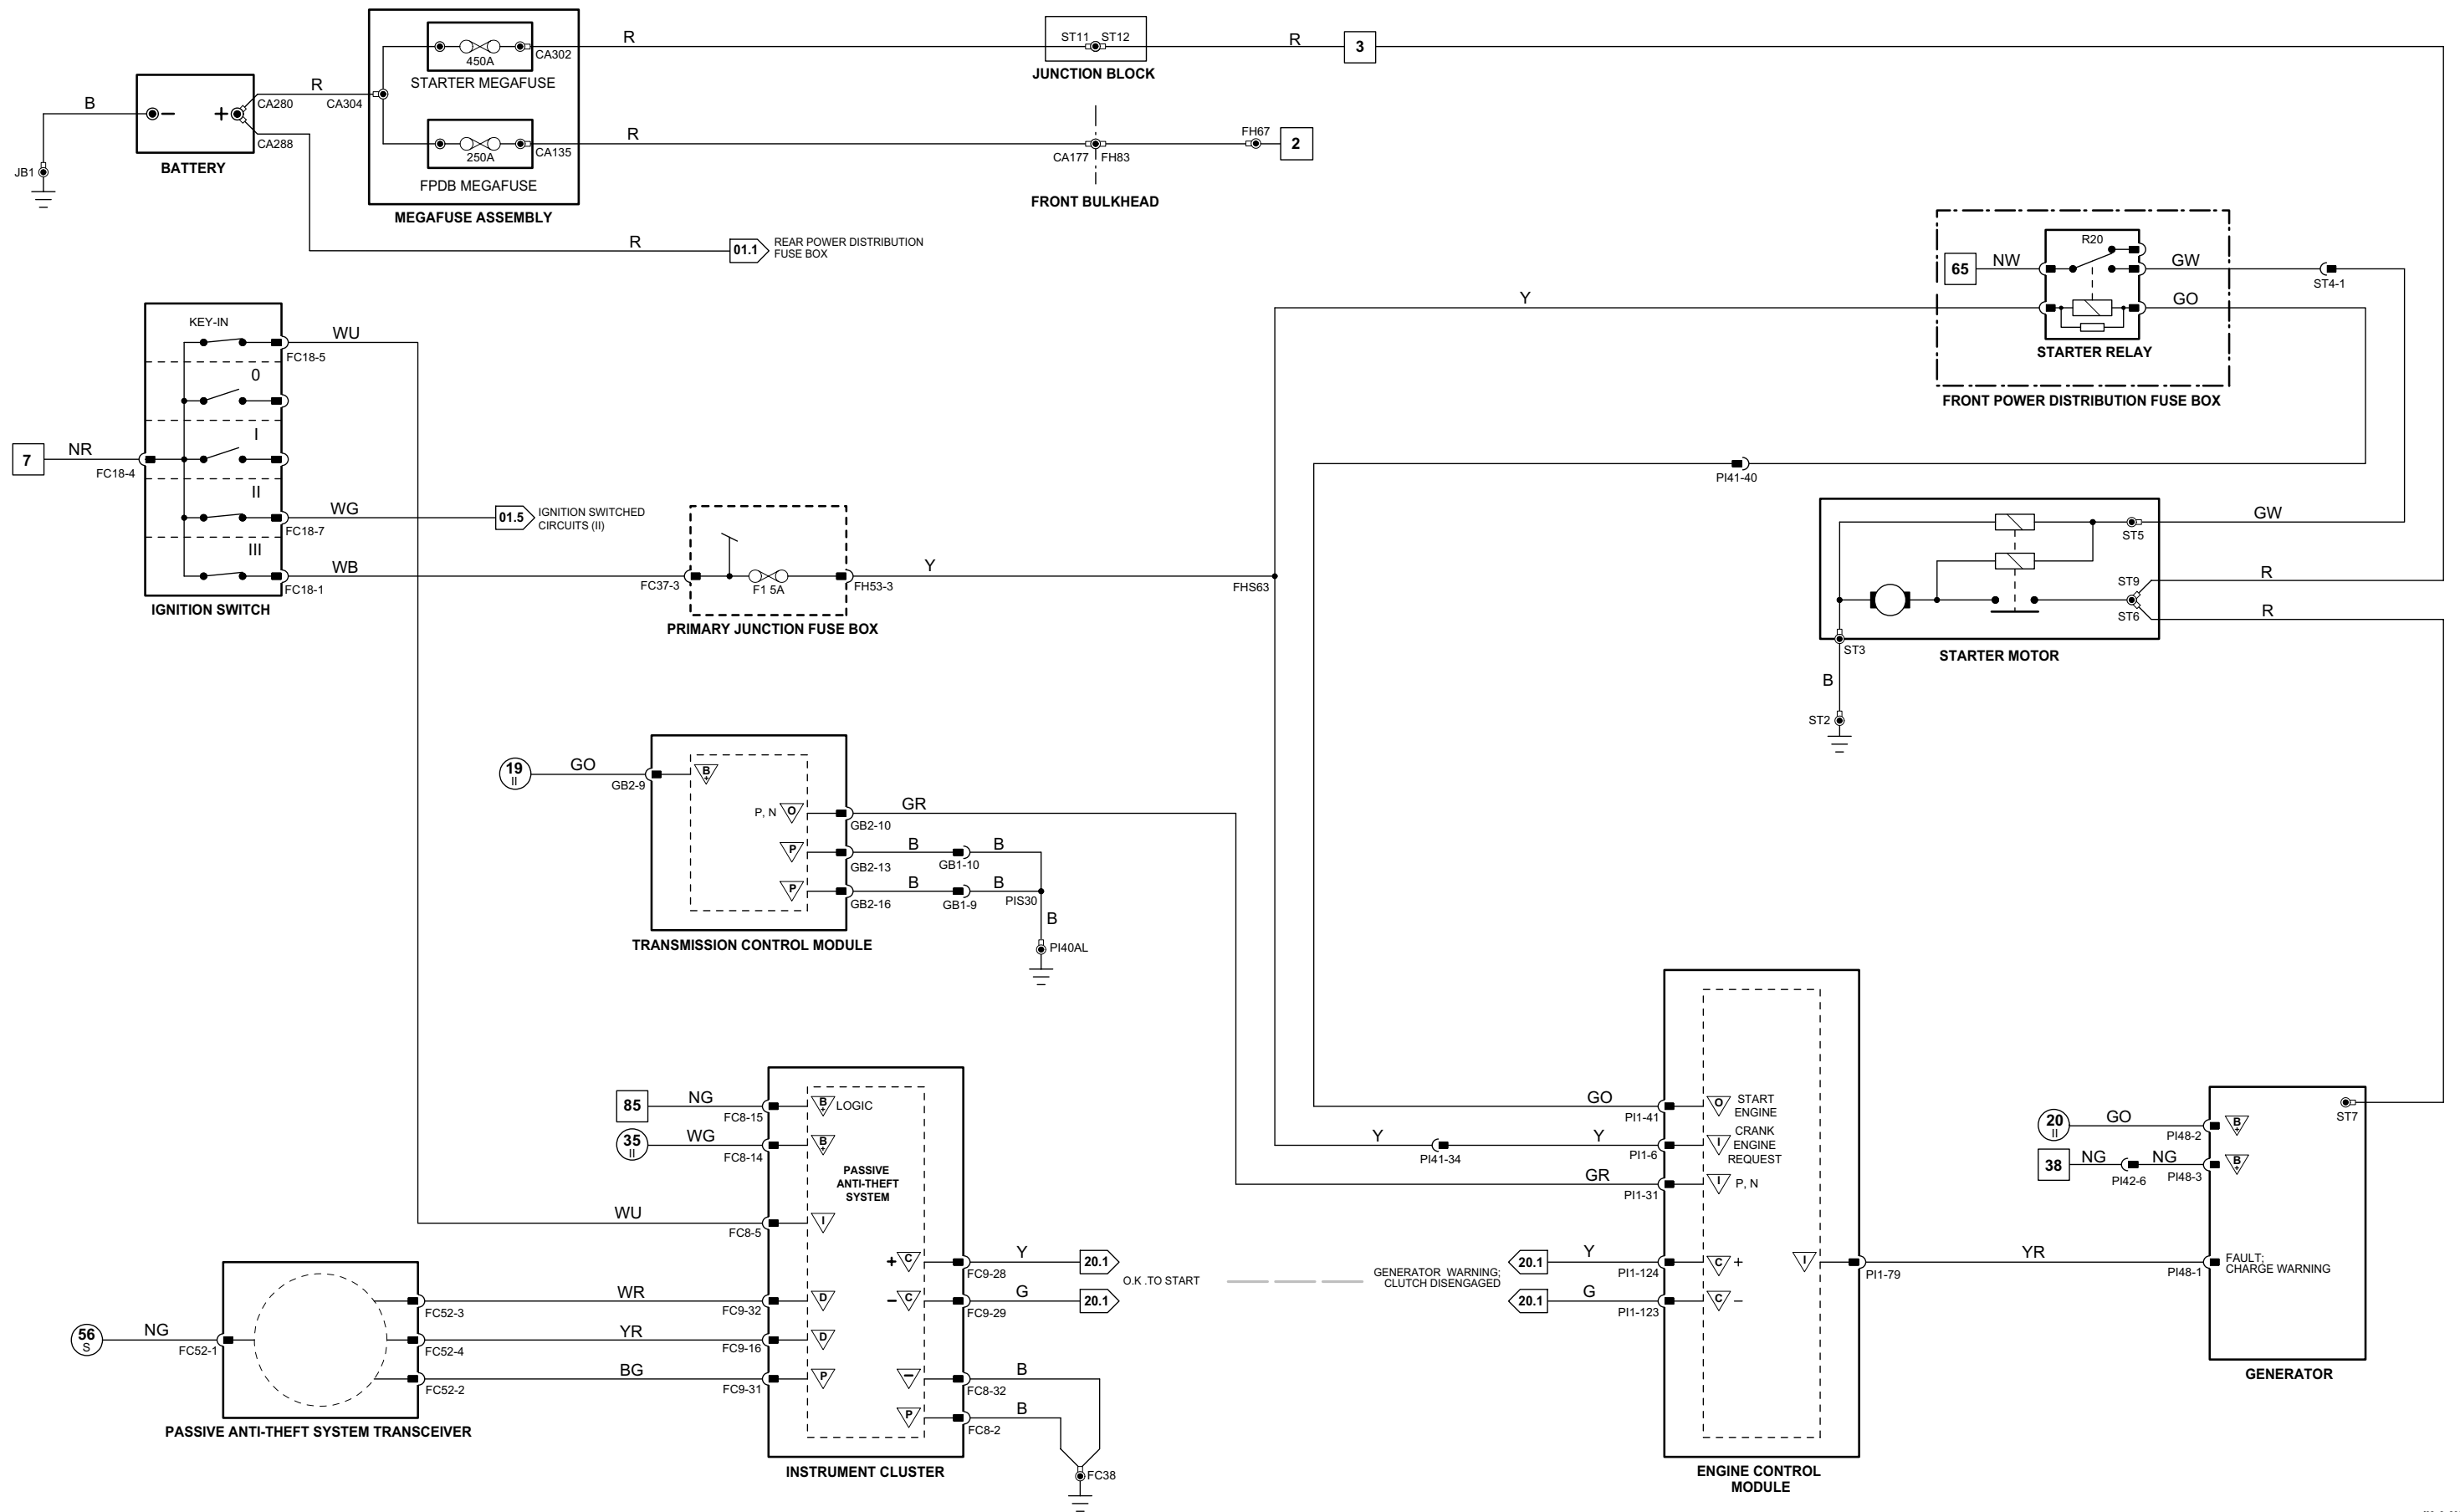 R
450A
CA302
STARTER MEGAFUSE
ST11 ST12
JUNCTION BLOCK
R
3
B
BATTERY
JB1
CA280
CA288
R
CA304
250A
CA135
FPDB MEGAFUSE
MEGAFUSE ASSEMBLY
R
CA177
FH83
FRONT BULKHEAD
FH67
2
R
01.1
REAR POWER DISTRIBUTION
FUSE BOX
KEY-IN
0
I
II
III
7
NR
FC18-4
WU
FC18-5
WG
FC18-7
01.5
IGNITION SWITCHED
CIRCUITS (II)
WB
FC18-1
IGNITION SWITCH
FC37-3
F1 5A
FH53-3
PRIMARY JUNCTION FUSE BOX
Y
FHS63
Y
65
NW
R20
GW
GO
ST4-1
STARTER RELAY
FRONT POWER DISTRIBUTION FUSE BOX
PI41-40
GW
ST5
ST9
R
ST6
R
ST3
STARTER MOTOR
B
ST2
19
II
GO
GB2-9
B
+
P, N
O
GR
GB2-10
P
B
GB2-13
GB1-10
B
P
B
GB2-16
GB1-9
B
PIS30
B
PI40AL
TRANSMISSION CONTROL MODULE
85
NG
FC8-15
B
+
LOGIC
35
II
WG
FC8-14
B
+
PASSIVE
ANTI-THEFT
SYSTEM
WU
FC8-5
I
+
C
Y
FC9-28
20.1
O.K .TO START
C
G
FC9-29
20.1
WR
FC52-3
FC9-32
D
56
S
NG
FC52-1
YR
FC52-4
FC9-16
D
BG
FC52-2
FC9-31
P
PASSIVE ANTI-THEFT SYSTEM TRANSCEIVER
B
FC8-32
P
B
FC8-2
FC38
INSTRUMENT CLUSTER
GO
PI1-41
O
START
ENGINE
Y
PI41-34
Y
PI1-6
I
CRANK
ENGINE
REQUEST
GR
PI1-31
I
P, N
GENERATOR WARNING;
CLUTCH DISENGAGED
20.1
Y
PI1-124
C
+
20.1
G
PI1-123
C
–
I
PI1-79
YR
ENGINE CONTROL
MODULE
20
II
GO
PI48-2
B
+
38
NG
PI42-6
NG
PI48-3
B
+
ST7
PI48-1
FAULT;
CHARGE WARNING
GENERATOR